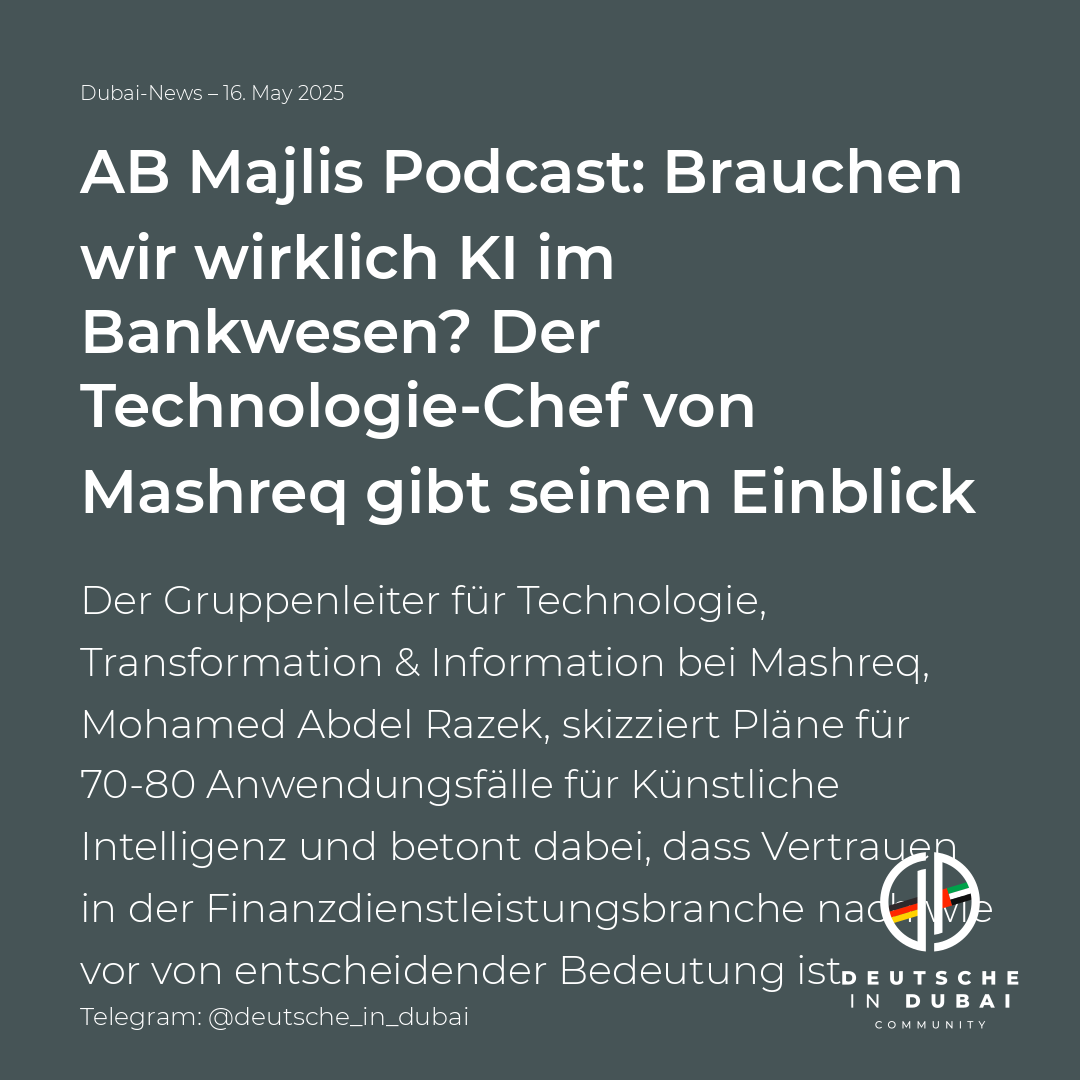 Dubai-News – 16. May 2025
AB Majlis Podcast: Brauchen
wir wirklich KI im
Bankwesen? Der
Technologie-Chef von
Mashreq gibt seinen Einblick
Der Gruppenleiter für Technologie,
Transformation & Information bei Mashreq,
Mohamed Abdel Razek, skizziert Pläne für
70-80 Anwendungsfälle für Künstliche
Intelligenz und betont dabei, dass Vertrauen
in der Finanzdienstleistungsbranche nach wie
vor von entscheidender Bedeutung ist.
Telegram: @deutsche_in_dubai
DEUTSCHE
IN DUBAI
COMMUNITY